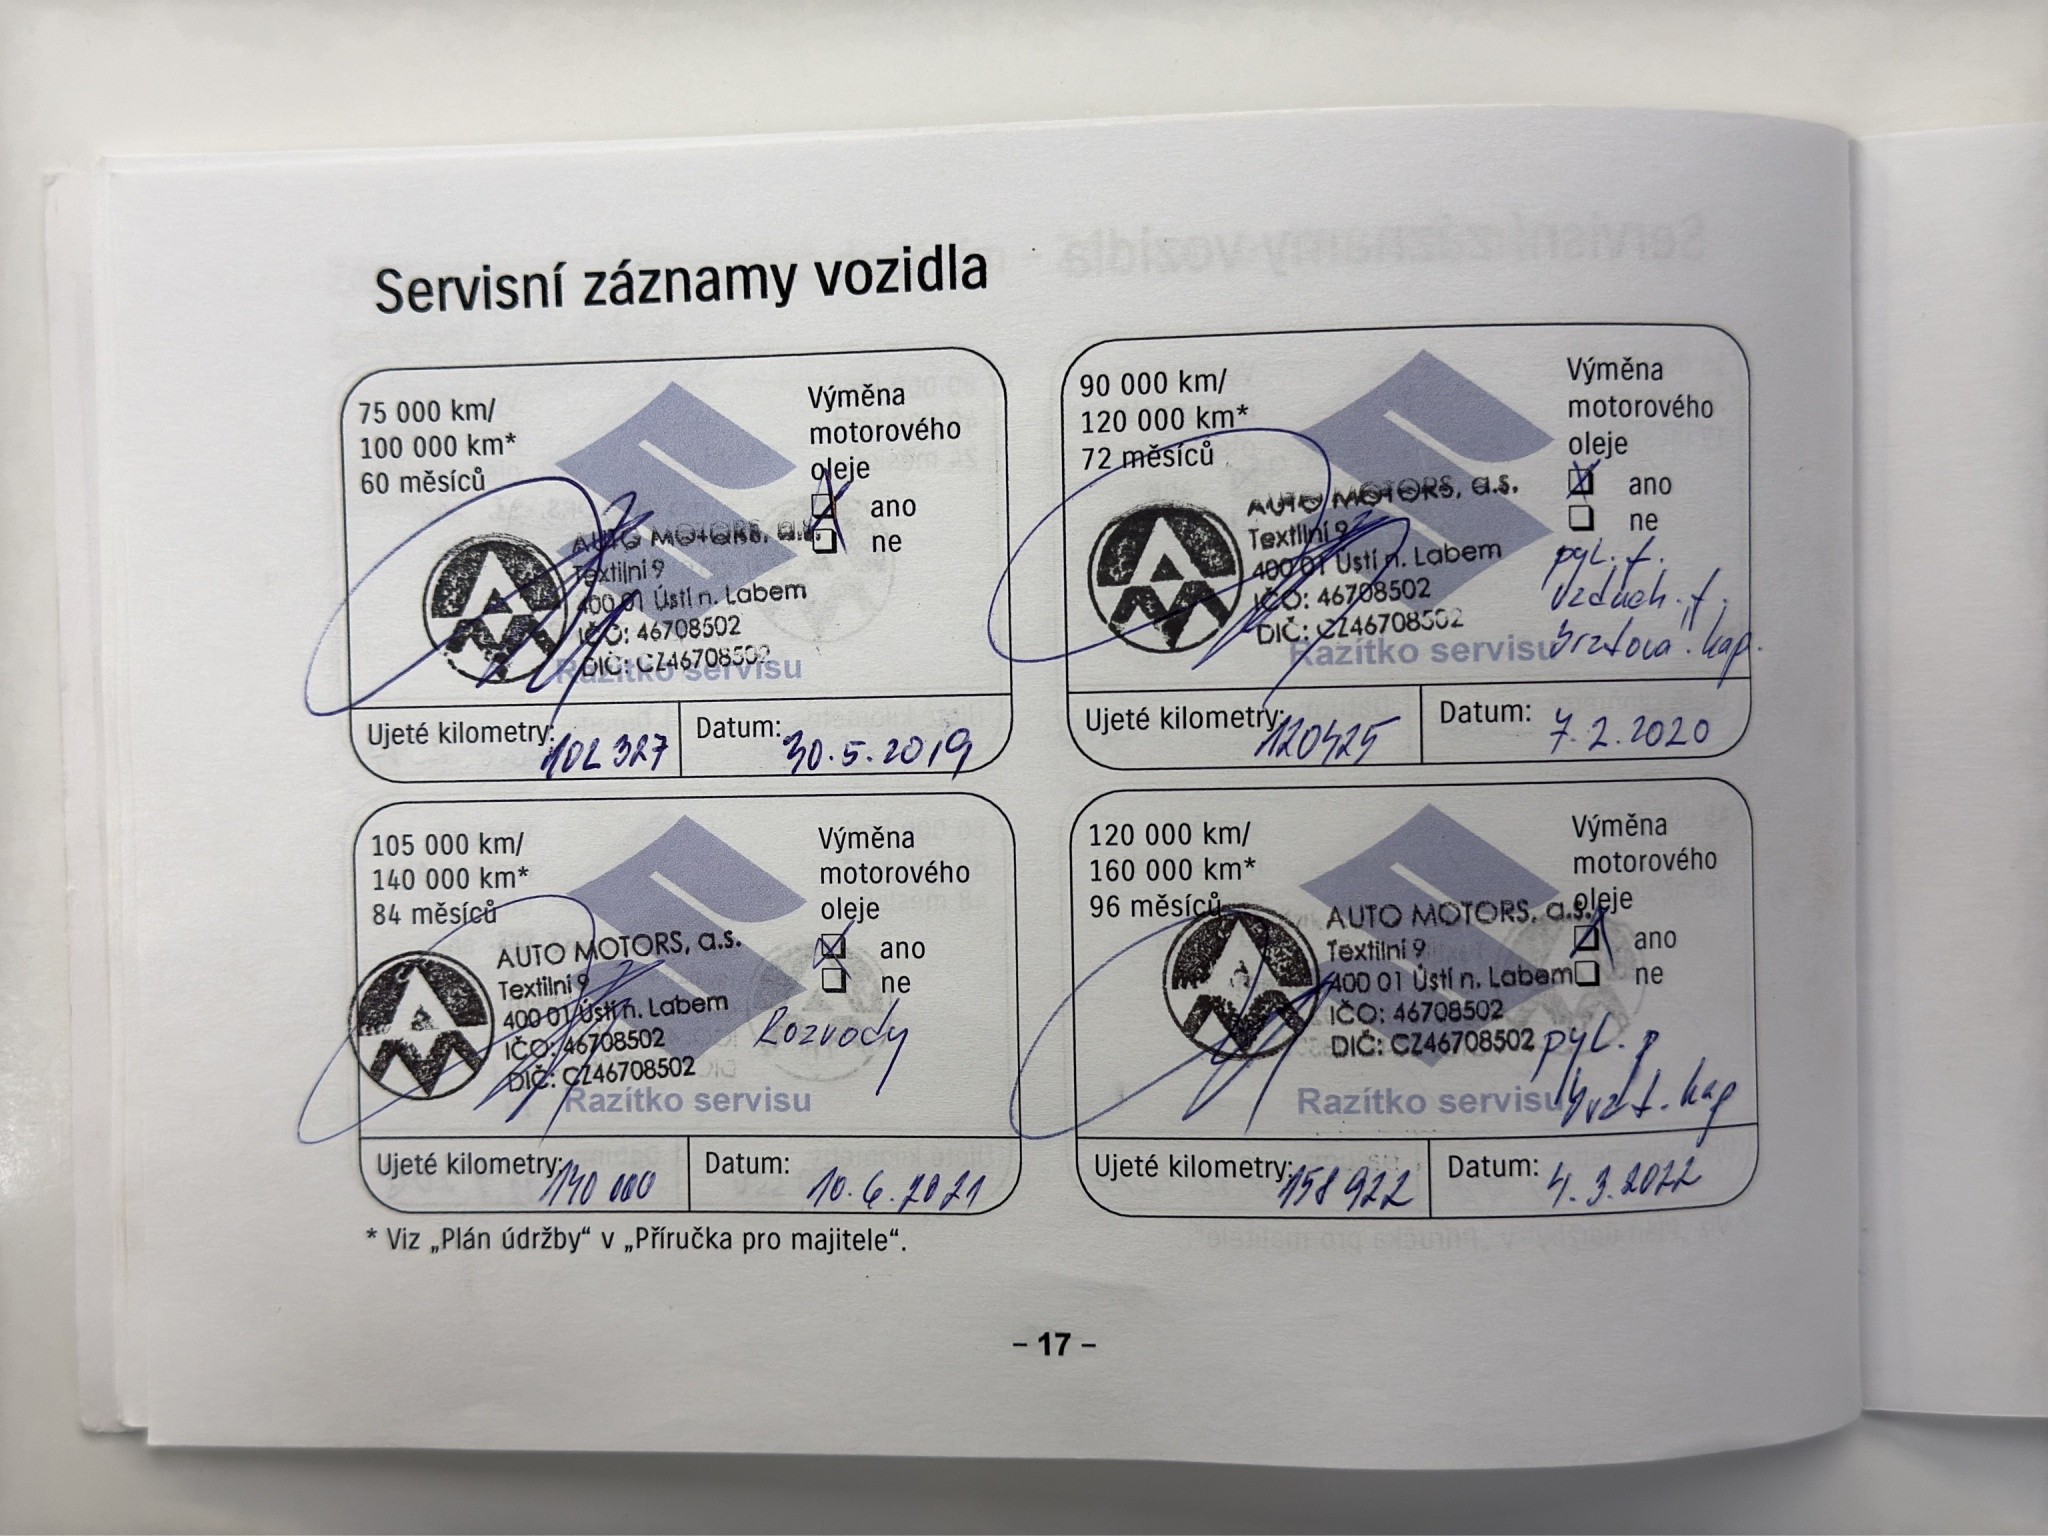 Servisní záznamy vozidla
75 000 km/
100 000 km*
60 měsíců
Výměna
motorového
oleje
ano
ne
AUTO MOTORS, a.s.
Textilní 9
400 01 Ústí n. Labem
IČO: 46708502
DIČ: CZ46708502
Razítko servisu
Ujeté kilometry: 102 327
Datum: 30.5.2019
90 000 km/
120 000 km*
72 měsíců
Výměna
motorového
oleje
ano
ne
AUTO MOTORS, a.s.
Textilní 9
400 01 Ústí n. Labem
IČO: 46708502
DIČ: CZ46708502
pyl. f.
vzduch. f.
brzdova. kap.
Razítko servisu
Ujeté kilometry: 120425
Datum: 7.2.2020
105 000 km/
140 000 km*
84 měsíců
Výměna
motorového
oleje
ano
ne
AUTO MOTORS, a.s.
Textilní 9
400 01 Ústí n. Labem
IČO: 46708502
DIČ: CZ46708502
Rozvody
Razítko servisu
Ujeté kilometry: 140 000
Datum: 10.6.2021
120 000 km/
160 000 km*
96 měsíců
Výměna
motorového
oleje
ano
ne
AUTO MOTORS, a.s.
Textilní 9
400 01 Ústí n. Labem
IČO: 46708502
DIČ: CZ46708502
pyl. f
brzd. kap
Razítko servisu
Ujeté kilometry: 158 922
Datum: 4.3.2022
* Viz „Plán údržby“ v „Příručka pro majitele“.
– 17 –